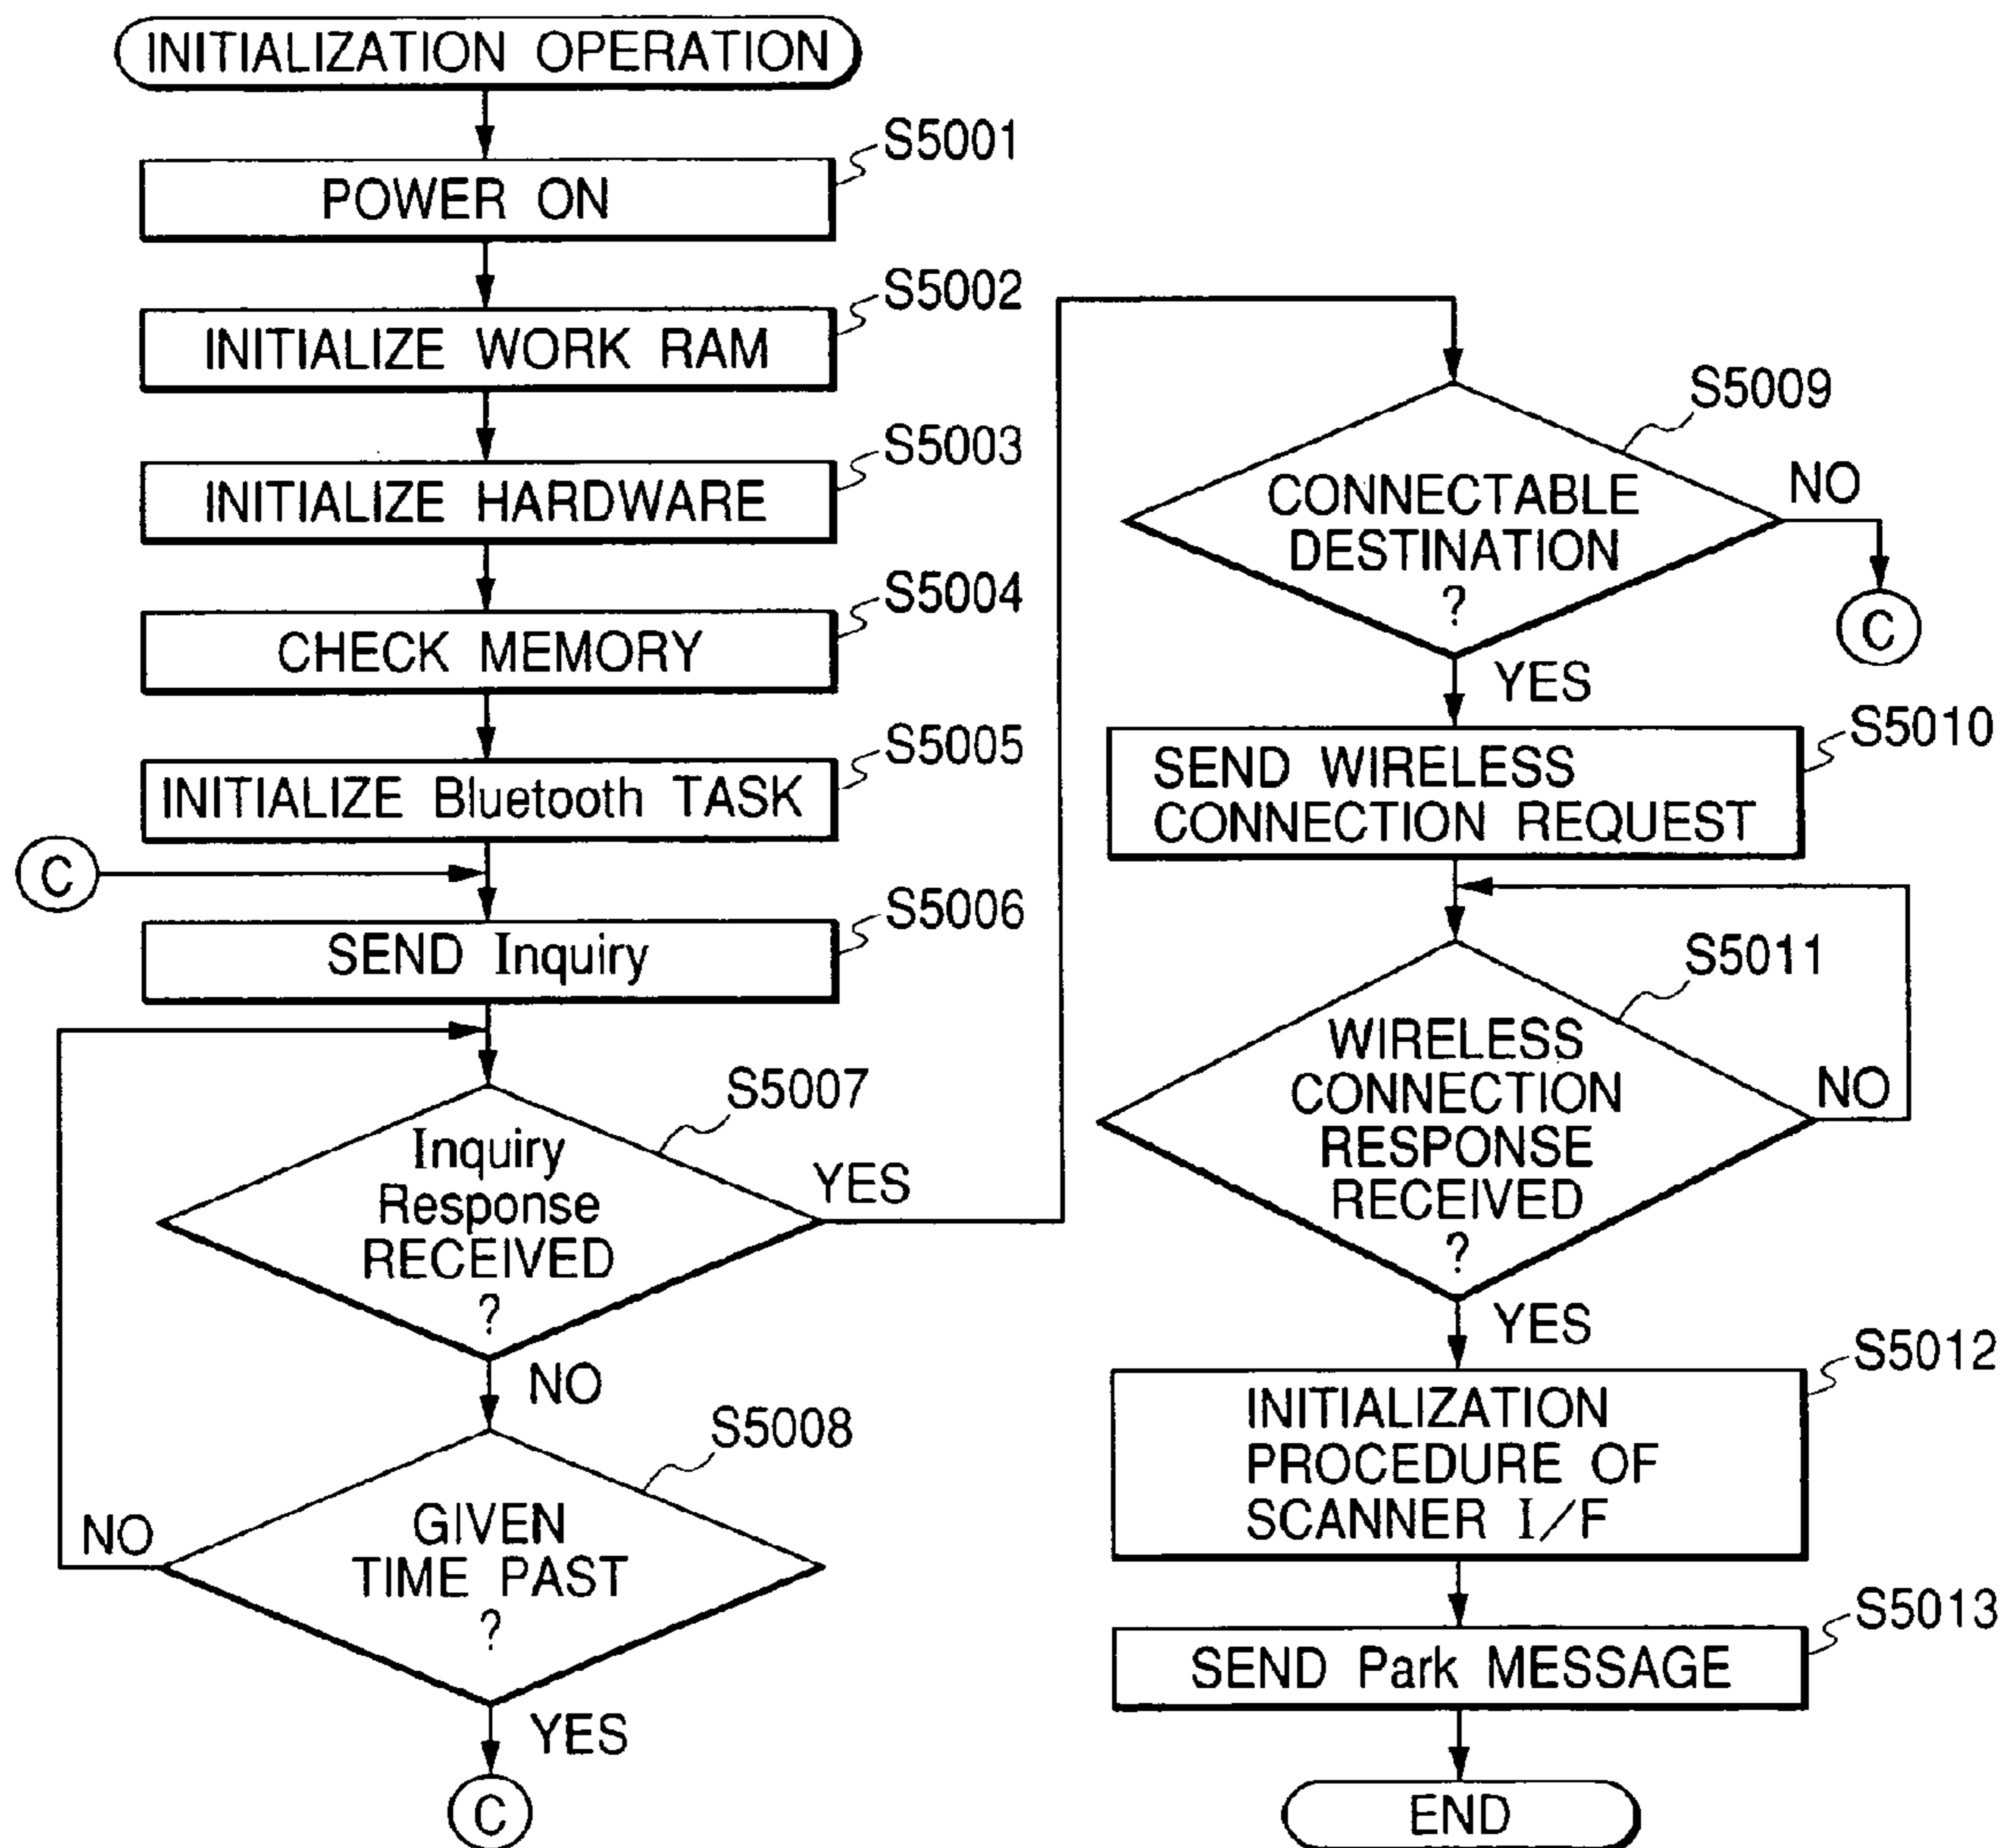 INITIALIZATION OPERATION
S5001
POWER ON
S5002
INITIALIZE WORK RAM
S5003
INITIALIZE HARDWARE
S5004
CHECK MEMORY
S5005
INITIALIZE Bluetooth TASK
C
S5006
SEND Inquiry
S5007
Inquiry
Response
RECEIVED
?
YES
NO
S5008
GIVEN
TIME PAST
?
NO
YES
C
S5009
CONNECTABLE
DESTINATION
?
NO
C
YES
S5010
SEND WIRELESS
CONNECTION REQUEST
S5011
WIRELESS
CONNECTION
RESPONSE
RECEIVED
?
NO
YES
S5012
INITIALIZATION
PROCEDURE OF
SCANNER I/F
S5013
SEND Park MESSAGE
END